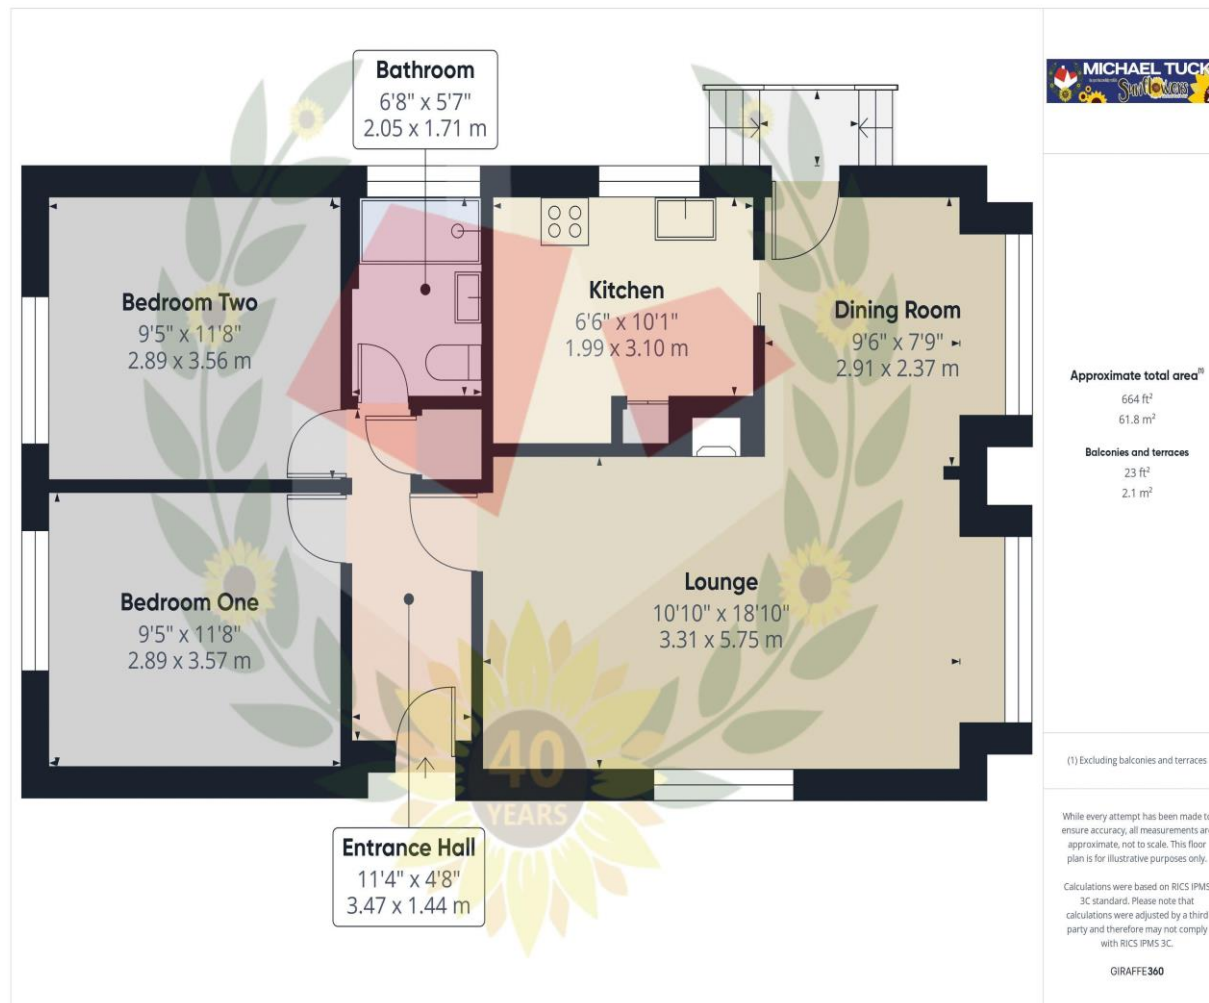 Bathroom
6'8" x 5'7"
2.05 x 1.71 m
MICHAEL TUCK
Sunflowers
Bedroom Two
9'5" x 11'8"
2.89 x 3.56 m
Kitchen
6'6" x 10'1"
1.99 x 3.10 m
Dining Room
9'6" x 7'9"
2.91 x 2.37 m
Approximate total area(1)
664 ft²
61.8 m²
Balconies and terraces
23 ft²
2.1 m²
Bedroom One
9'5" x 11'8"
2.89 x 3.57 m
Lounge
10'10" x 18'10"
3.31 x 5.75 m
40
YEARS
Entrance Hall
11'4" x 4'8"
3.47 x 1.44 m
(1) Excluding balconies and terraces
While every attempt has been made to
ensure accuracy, all measurements are
approximate, not to scale. This floor
plan is for illustrative purposes only.
Calculations were based on RICS IPMS
3C standard. Please note that
calculations were adjusted by a third
party and therefore may not comply
with RICS IPMS 3C.
GIRAFFE360